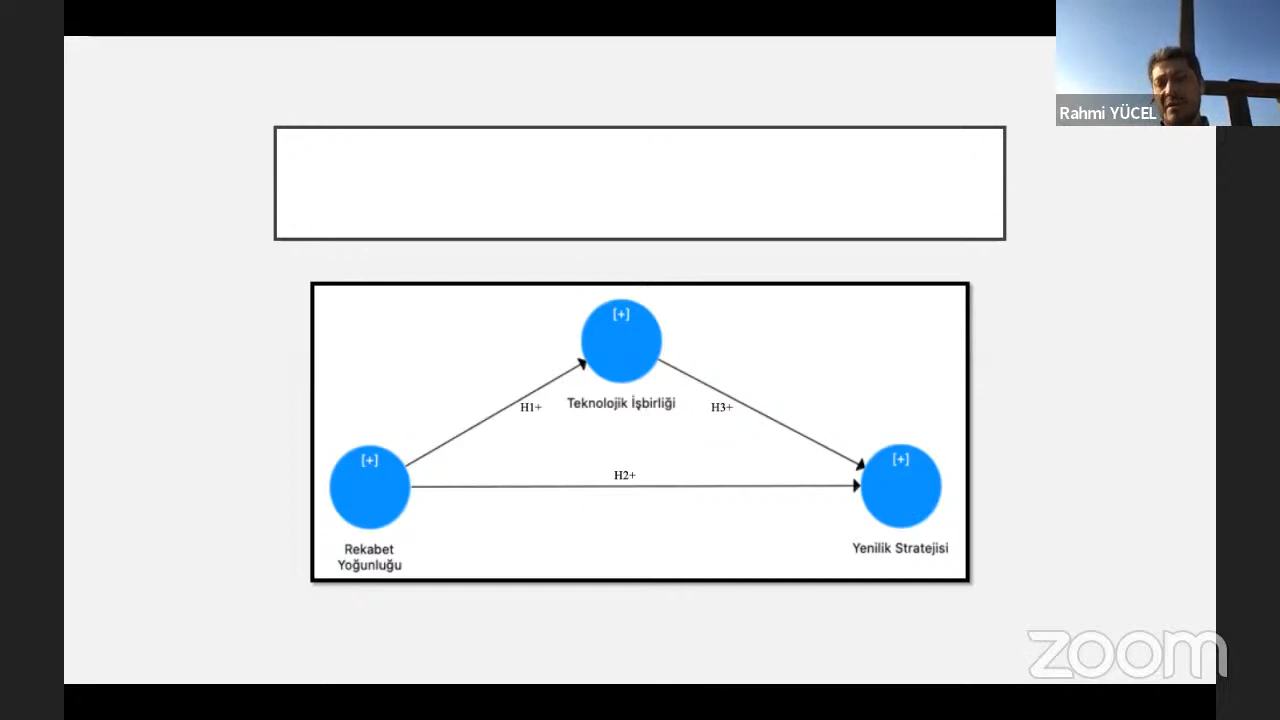 Rahmi YÜCEL
[+]
Teknolojik İşbirliği
H1+
H3+
[+]
H2+
[+]
Rekabet
Yoğunluğu
Yenilik Stratejisi
zoom